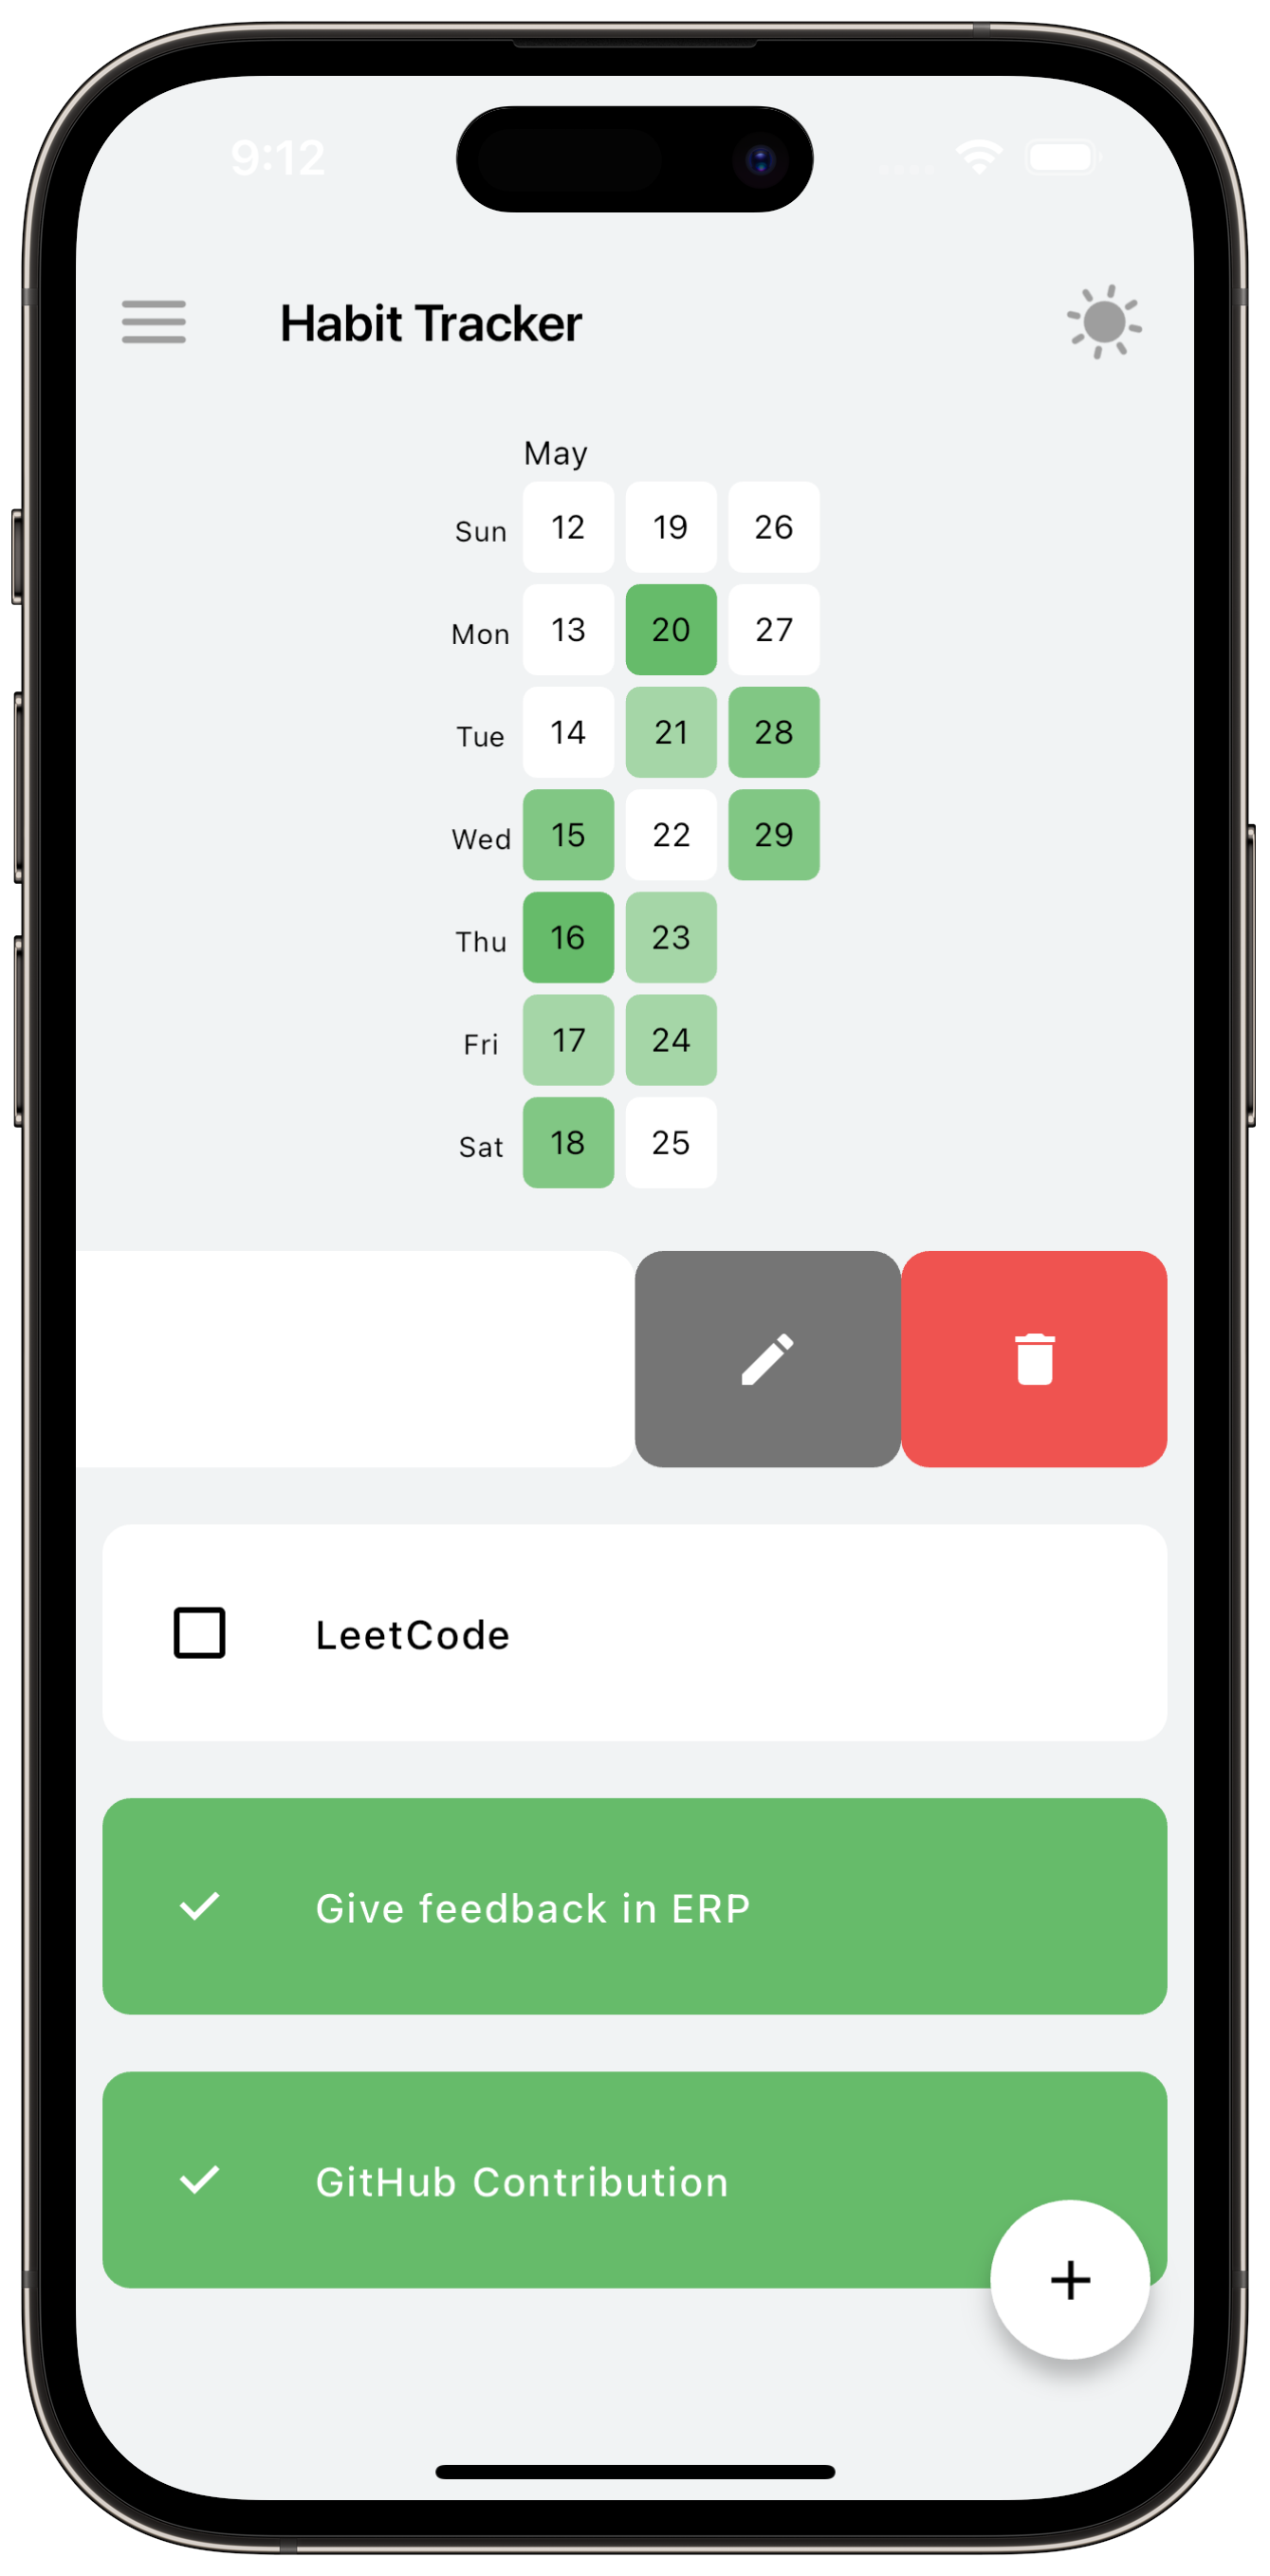 9:12
Habit Tracker
May
Sun 12 19 26
Mon 13 20 27
Tue 14 21 28
Wed 15 22 29
Thu 16 23
Fri 17 24
Sat 18 25
LeetCode
Give feedback in ERP
GitHub Contribution